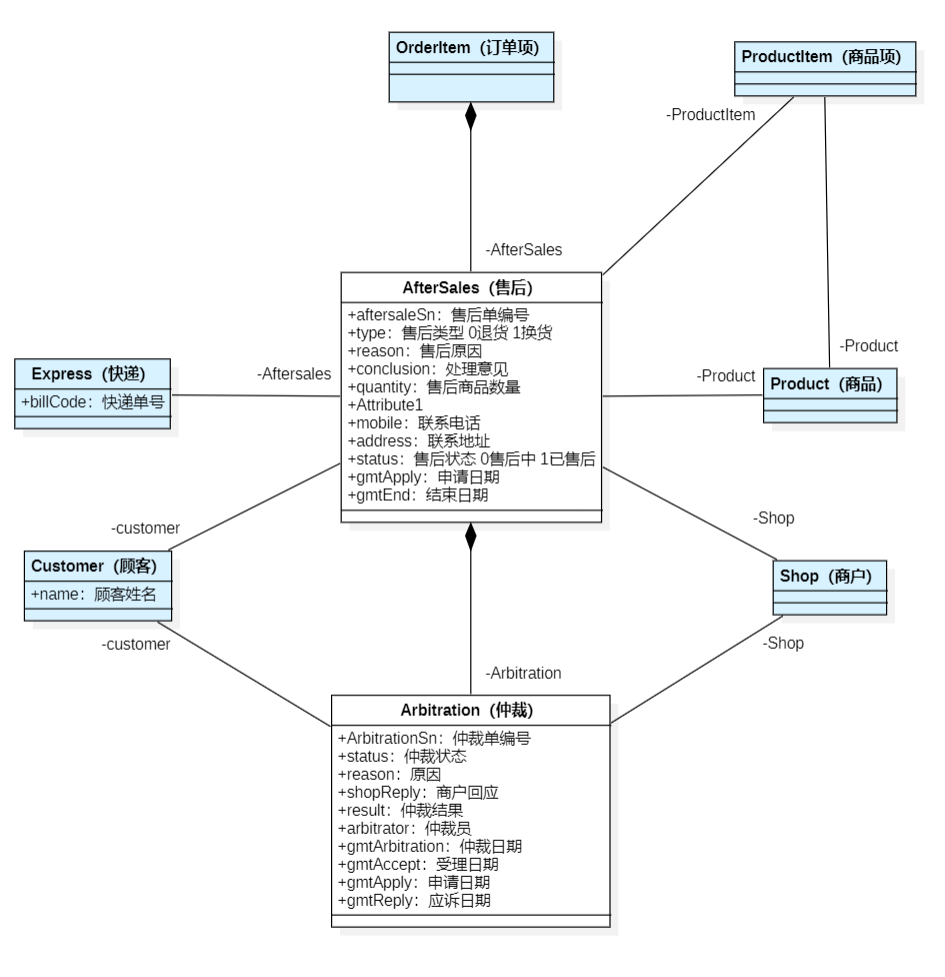 OrderItem（订单项）
ProductItem（商品项）
-ProductItem
-AfterSales
AfterSales（售后）
+aftersaleSn：售后单编号
+type：售后类型 0退货 1换货
+reason：售后原因
+conclusion：处理意见
+quantity：售后商品数量
+Attribute1
+mobile：联系电话
+address：联系地址
+status：售后状态 0售后中 1已售后
+gmtApply：申请日期
+gmtEnd：结束日期
-Product
Express（快递）
+billCode：快递单号
-Aftersales
-Product
Product（商品）
-customer
-Shop
Customer（顾客）
+name：顾客姓名
Shop（商户）
-customer
-Shop
-Arbitration
Arbitration（仲裁）
+ArbitrationSn：仲裁单编号
+status：仲裁状态
+reason：原因
+shopReply：商户回应
+result：仲裁结果
+arbitrator：仲裁员
+gmtArbitration：仲裁日期
+gmtAccept：受理日期
+gmtApply：申请日期
+gmtReply：应诉日期